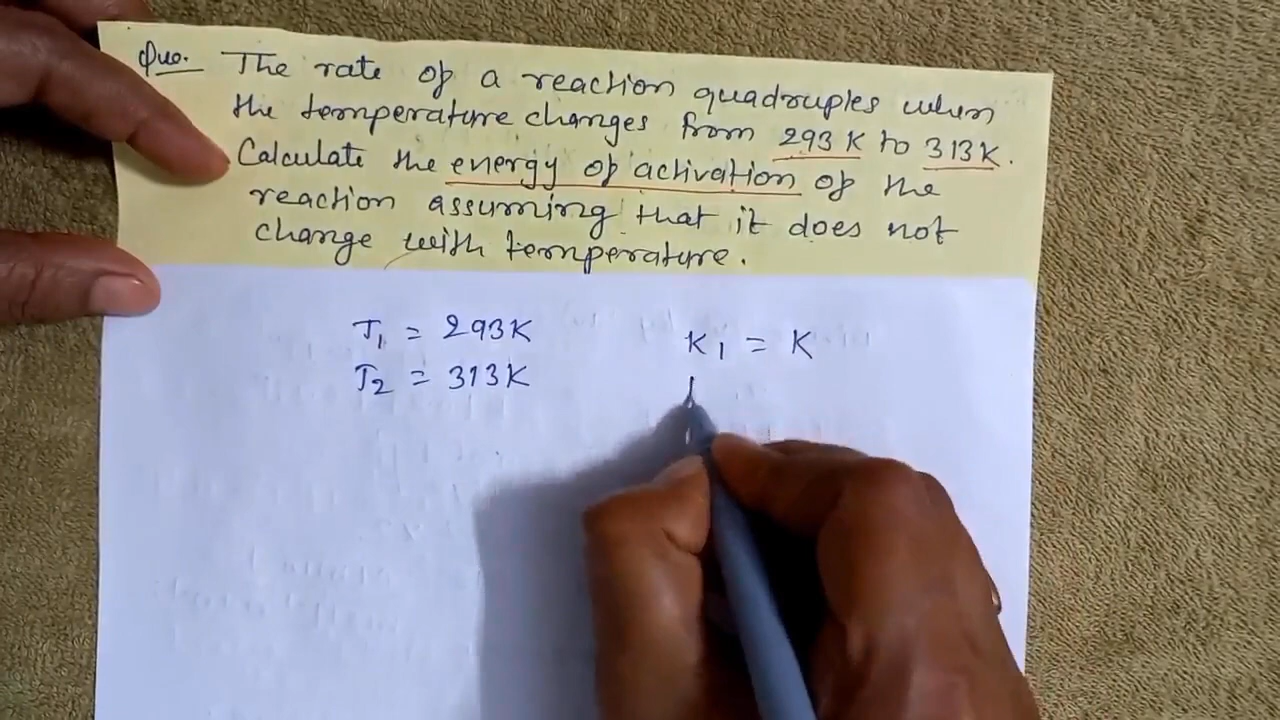 Que. The rate of a reaction quadruples when
the temperature changes from 293 K to 313K.
Calculate the energy of activation of the
reaction assuming that it does not
change with temperature.
T₁ = 293K
K₁ = K
T₂ = 313K